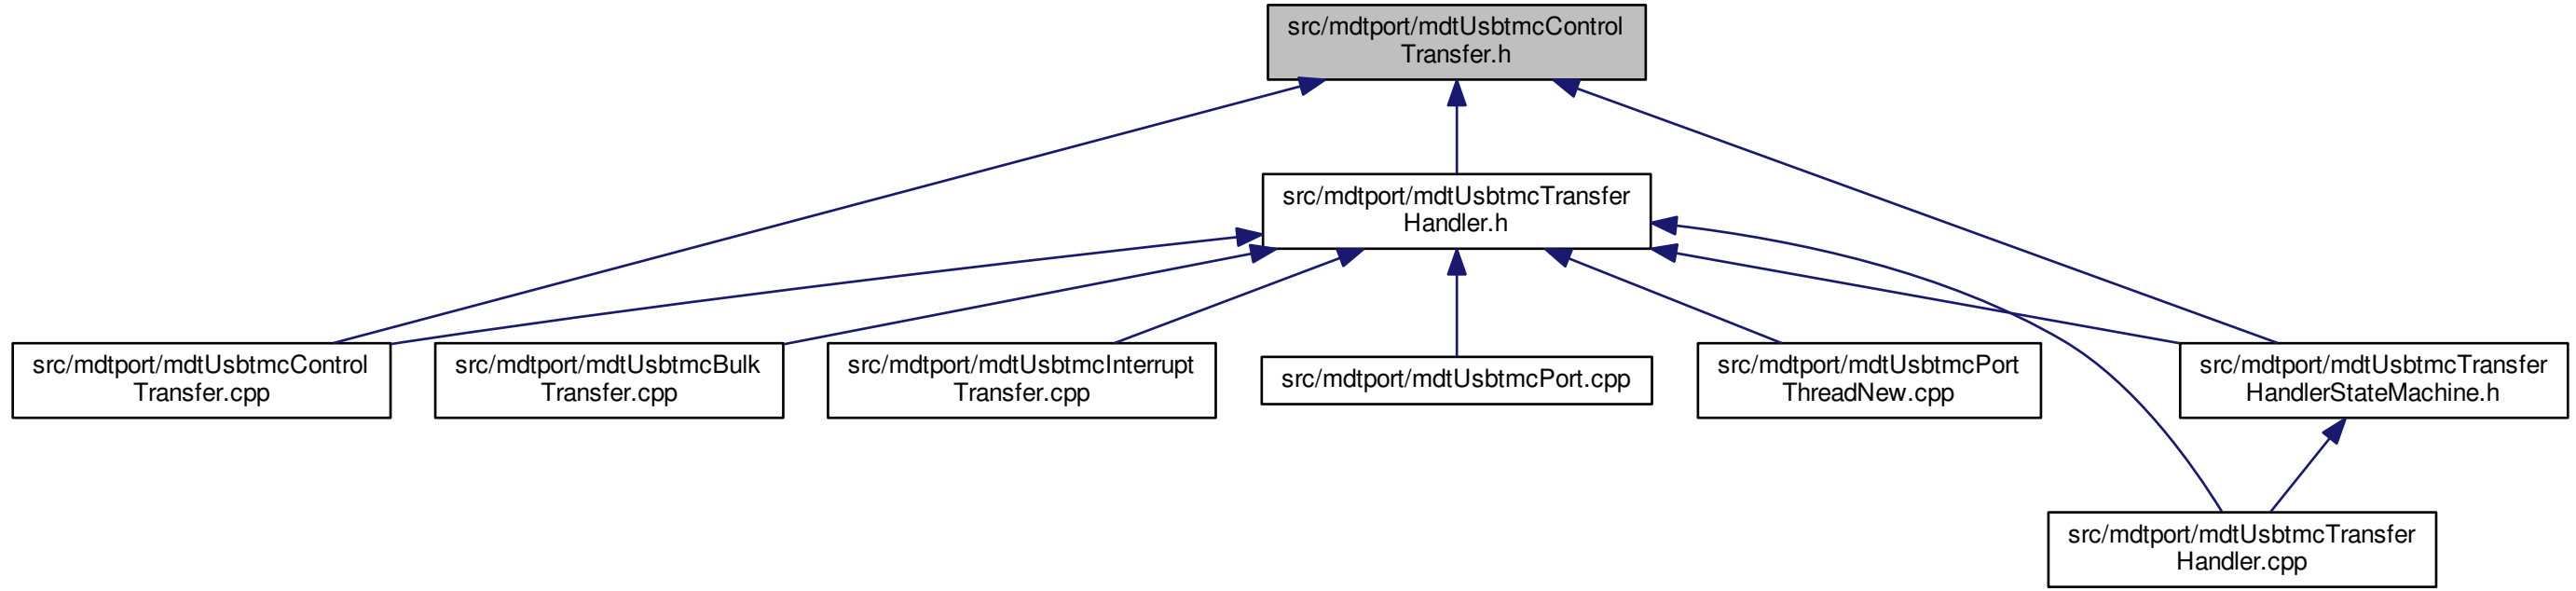 src/mdtport/mdtUsbtmcControl
Transfer.h
src/mdtport/mdtUsbtmcTransfer
Handler.h
src/mdtport/mdtUsbtmcControl
Transfer.cpp
src/mdtport/mdtUsbtmcBulk
Transfer.cpp
src/mdtport/mdtUsbtmcInterrupt
Transfer.cpp
src/mdtport/mdtUsbtmcPort.cpp
src/mdtport/mdtUsbtmcPort
ThreadNew.cpp
src/mdtport/mdtUsbtmcTransfer
HandlerStateMachine.h
src/mdtport/mdtUsbtmcTransfer
Handler.cpp